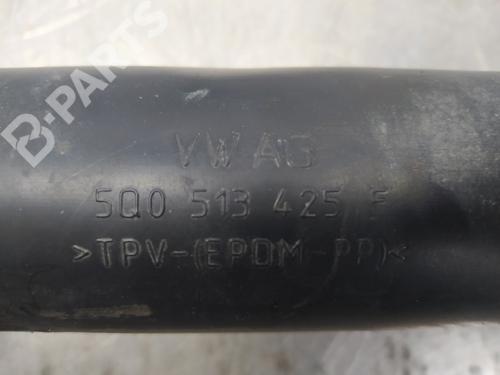 B-PARTS
VW AG
5Q0 513 425 F
>TPV-(EPDM-PP)<